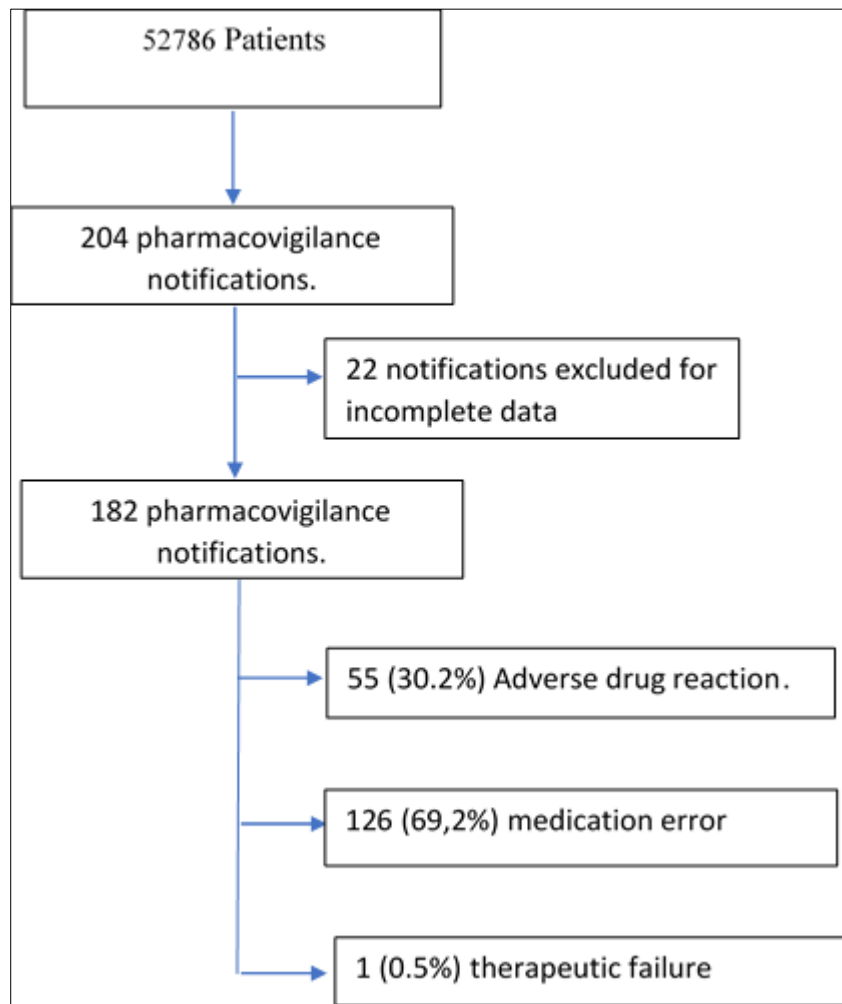 52786 Patients
204 pharmacovigilance
notifications.
22 notifications excluded for
incomplete data
182 pharmacovigilance
notifications.
55 (30.2%) Adverse drug reaction.
126 (69,2%) medication error
1 (0.5%) therapeutic failure